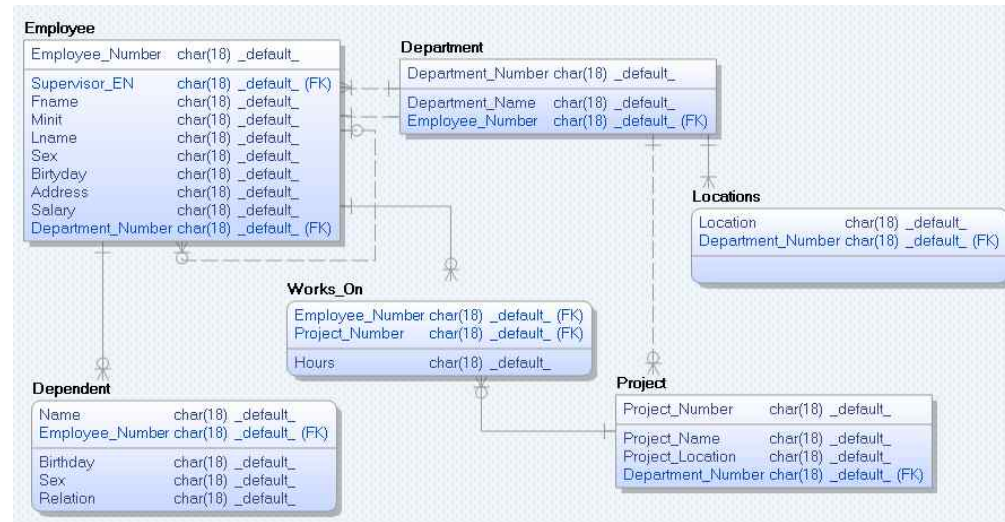 Employee
Employee_Number char(18) _default_
Supervisor_EN char(18) _default_ (FK)
Fname char(18) _default_
Minit char(18) _default_
Lname char(18) _default_
Sex char(18) _default_
Birtyday char(18) _default_
Address char(18) _default_
Salary char(18) _default_
Department_Number char(18) _default_ (FK)
Department
Department_Number char(18) _default_
Department_Name char(18) _default_
Employee_Number char(18) _default_ (FK)
Locations
Location char(18) _default_
Department_Number char(18) _default_ (FK)
Works_On
Employee_Number char(18) _default_ (FK)
Project_Number char(18) _default_ (FK)
Hours char(18) _default_
Dependent
Name char(18) _default_
Employee_Number char(18) _default_ (FK)
Birthday char(18) _default_
Sex char(18) _default_
Relation char(18) _default_
Project
Project_Number char(18) _default_
Project_Name char(18) _default_
Project_Location char(18) _default_
Department_Number char(18) _default_ (FK)